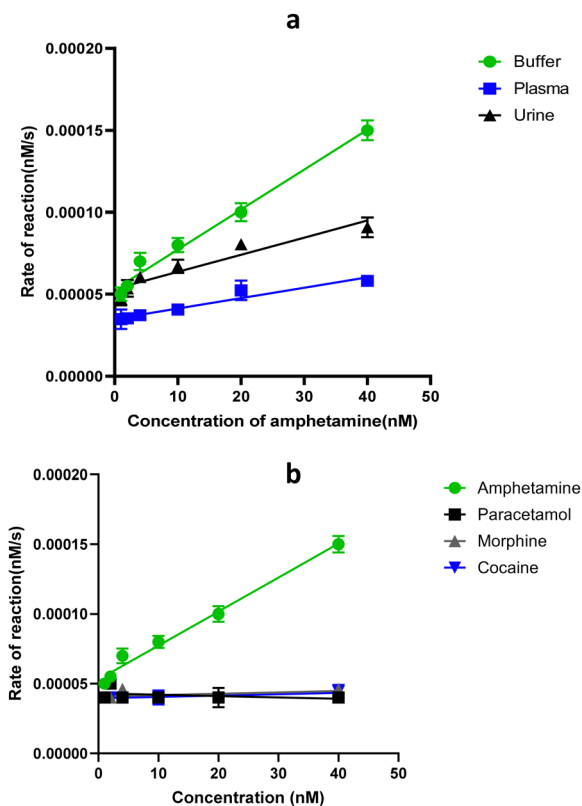 a
0.00020
0.00015
0.00010
0.00005
0.00000
Rate of reaction(nM/s)
0 10 20 30 40 50
Concentration of amphetamine(nM)
Buffer
Plasma
Urine
b
0.00020
0.00015
0.00010
0.00005
0.00000
Rate of reaction(nM/s)
0 10 20 30 40 50
Concentration (nM)
Amphetamine
Paracetamol
Morphine
Cocaine